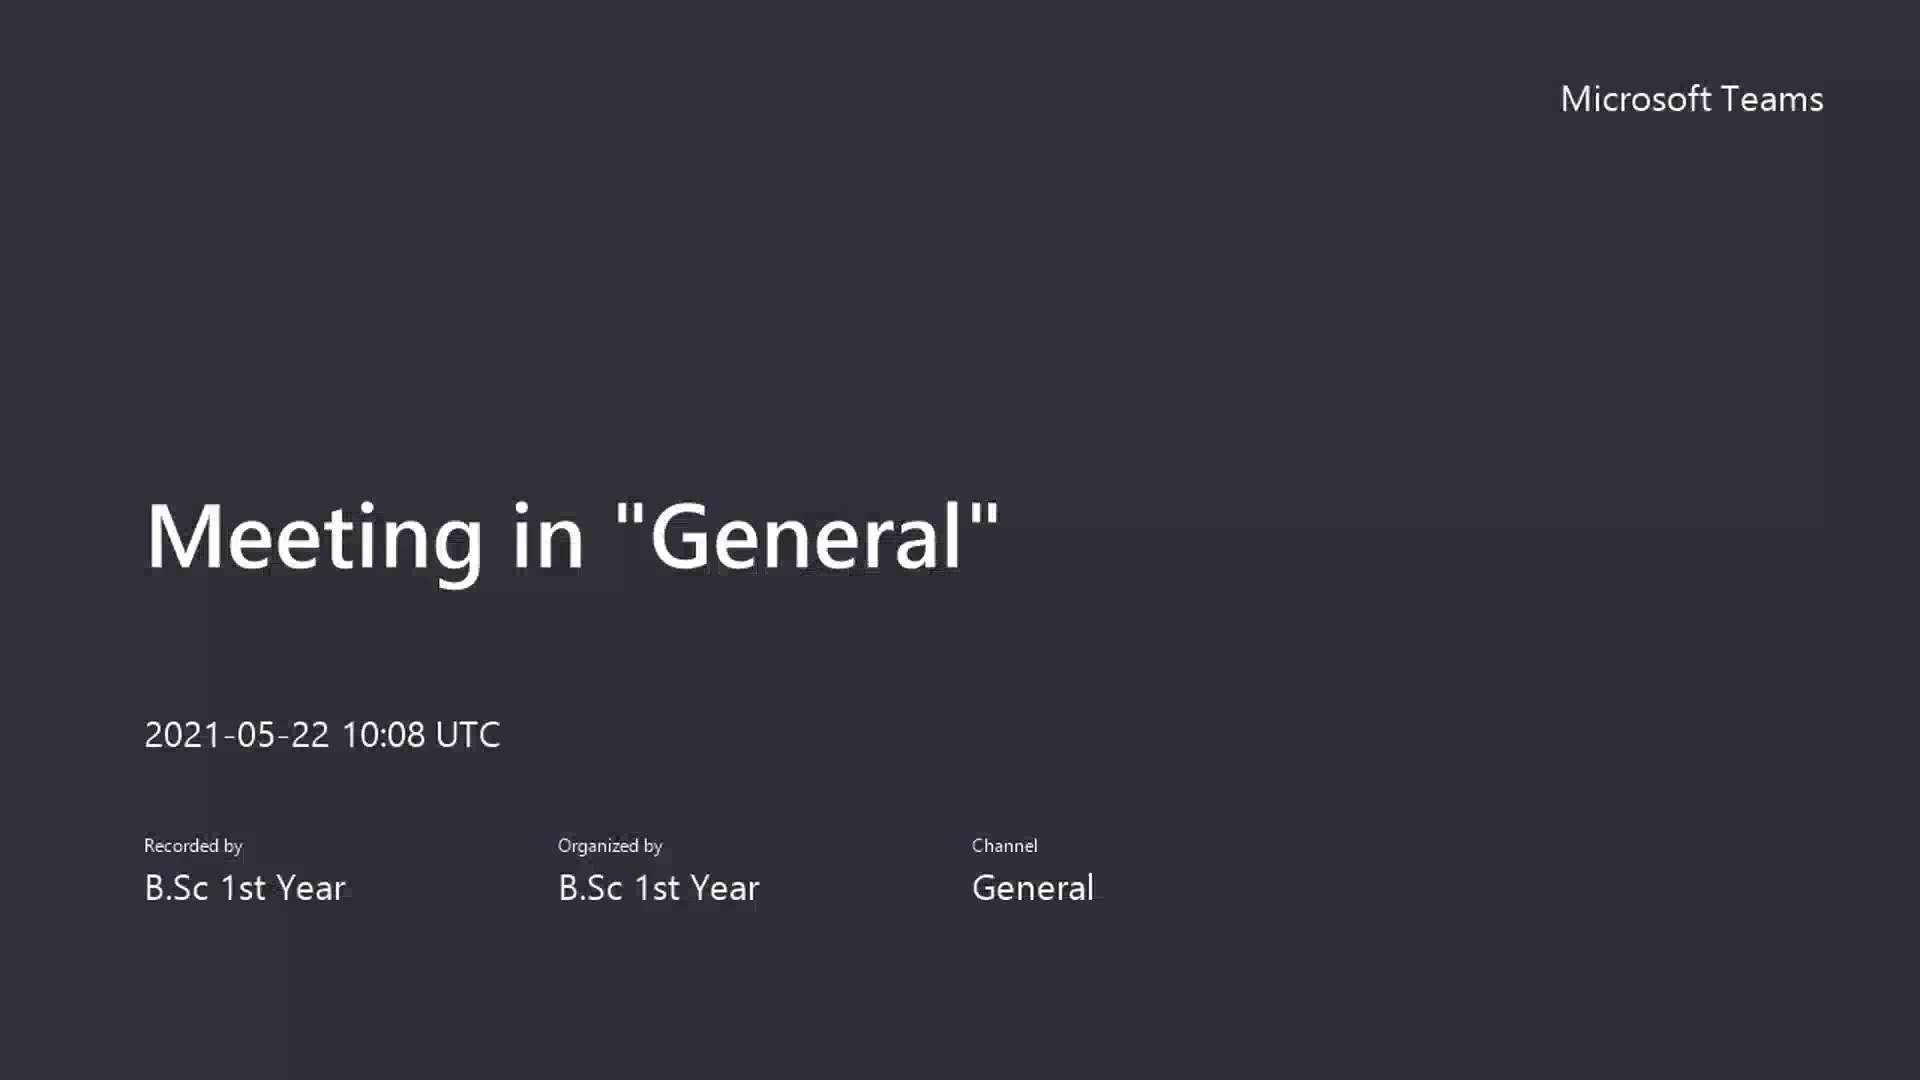 Microsoft Teams
Meeting in "General"
2021-05-22 10:08 UTC
Recorded by
B.Sc 1st Year
Organized by
B.Sc 1st Year
Channel
General